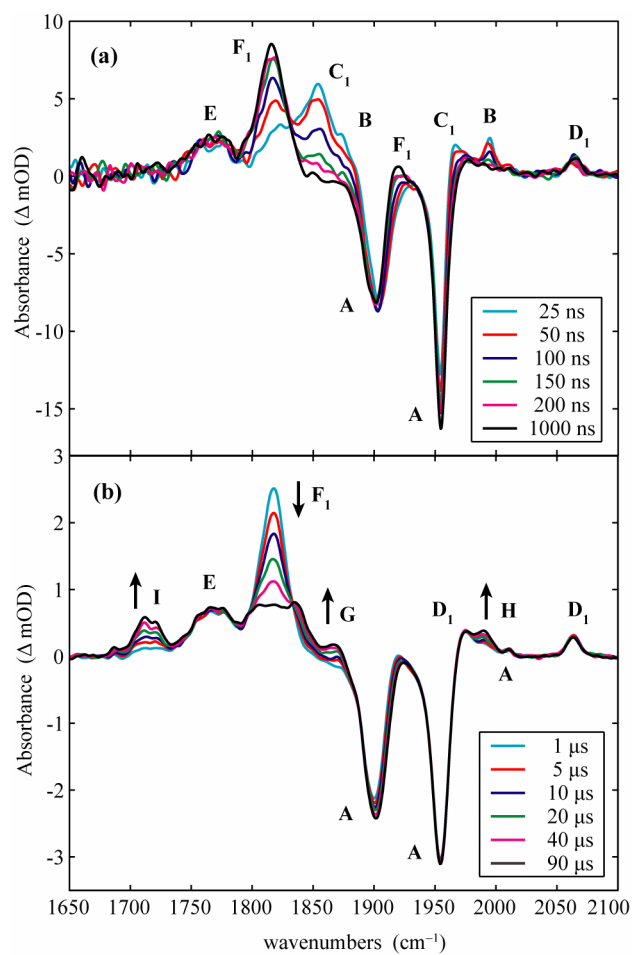 10
5
0
-5
-10
-15
Absorbance (Δ mOD)
(a)
E
F₁
C₁
B
F₁
C₁
B
D₁
A
A
25 ns
50 ns
100 ns
150 ns
200 ns
1000 ns
3
2
1
0
-1
-2
-3
Absorbance (Δ mOD)
(b)
I
E
F₁
G
D₁
H
A
D₁
A
A
1 μs
5 μs
10 μs
20 μs
40 μs
90 μs
1650 1700 1750 1800 1850 1900 1950 2000 2050 2100
wavenumbers (cm⁻¹)